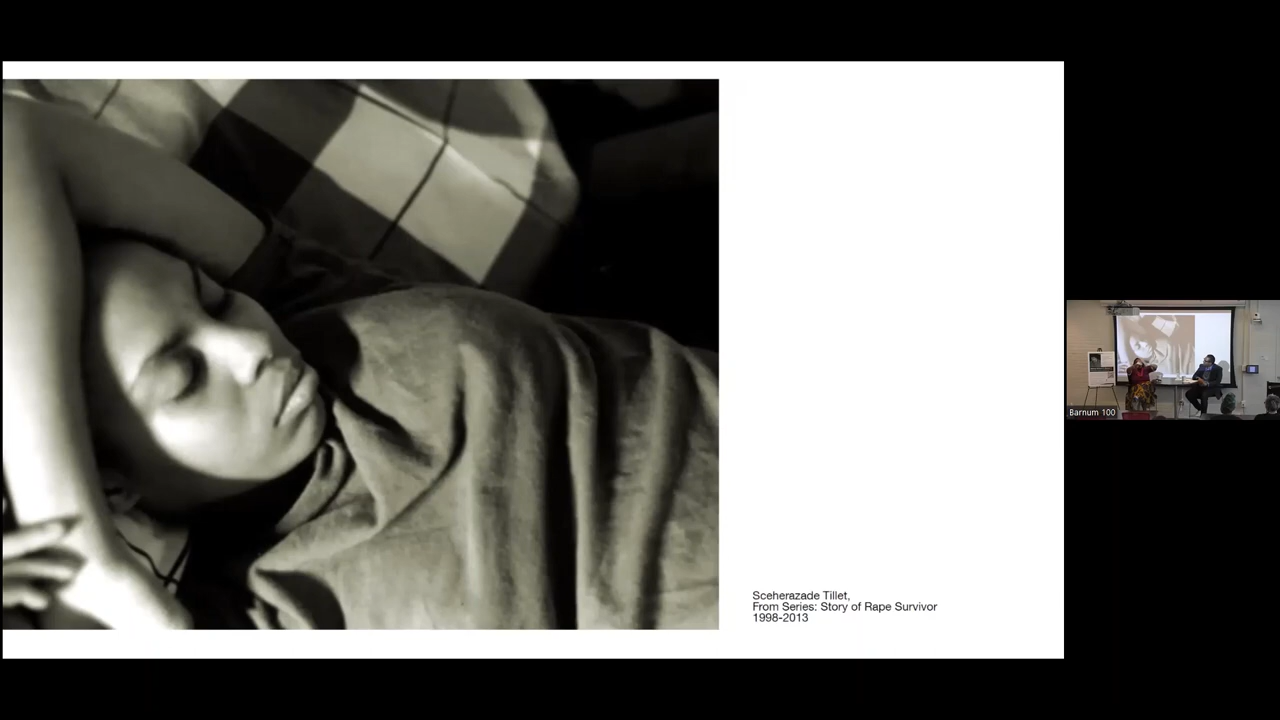 Sceherazade Tillet,
From Series: Story of Rape Survivor
1998-2013
Barnum 100